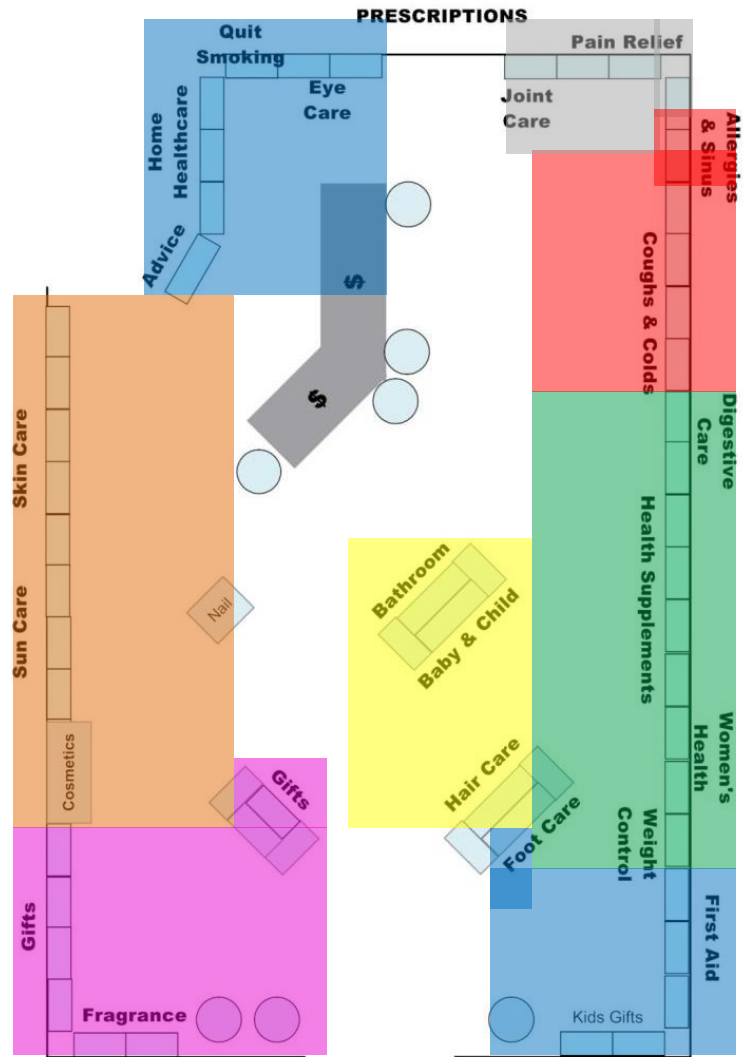 PRESCRIPTIONS
Quit
Smoking
Eye
Care
Pain Relief
Joint
Care
Home
Healthcare
Advice
Allergies
& Sinus
Coughs & Colds
$
$
Skin Care
Sun Care
Digestive
Care
Health Supplements
Bathroom
Baby & Child
Nail
Women's
Health
Cosmetics
Gifts
Hair Care
Foot Care
Weight
Control
Gifts
First Aid
Fragrance
Kids Gifts